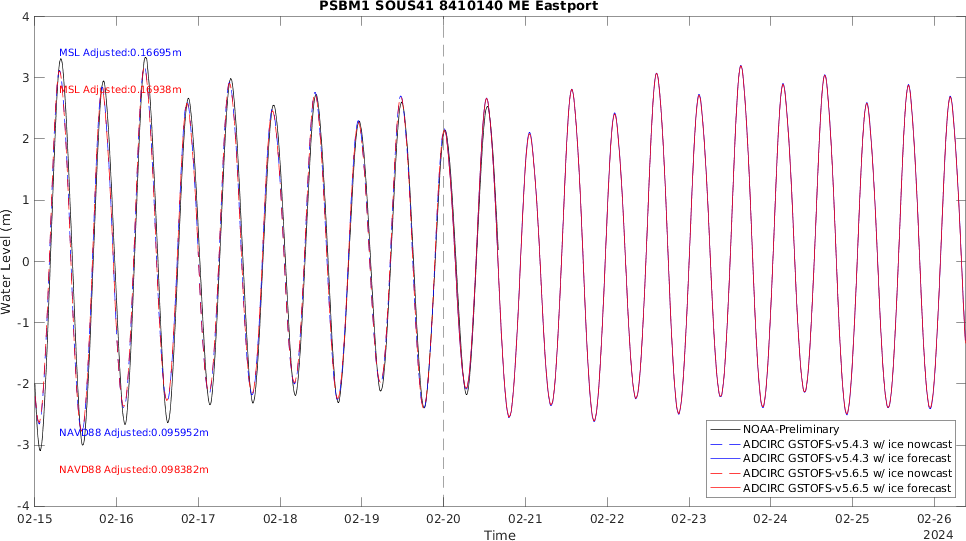 PSBM1 SOUS41 8410140 ME Eastport
4
3
2
1
0
-1
-2
-3
-4
Water Level (m)
MSL Adjusted:0.16695m
MSL Adjusted:0.16938m
NAVD88 Adjusted:0.095952m
NAVD88 Adjusted:0.098382m
NOAA-Preliminary
ADCIRC GSTOFS-v5.4.3 w/ ice nowcast
ADCIRC GSTOFS-v5.4.3 w/ ice forecast
ADCIRC GSTOFS-v5.6.5 w/ ice nowcast
ADCIRC GSTOFS-v5.6.5 w/ ice forecast
02-15 02-16 02-17 02-18 02-19 02-20 02-21 02-22 02-23 02-24 02-25 02-26
Time
2024